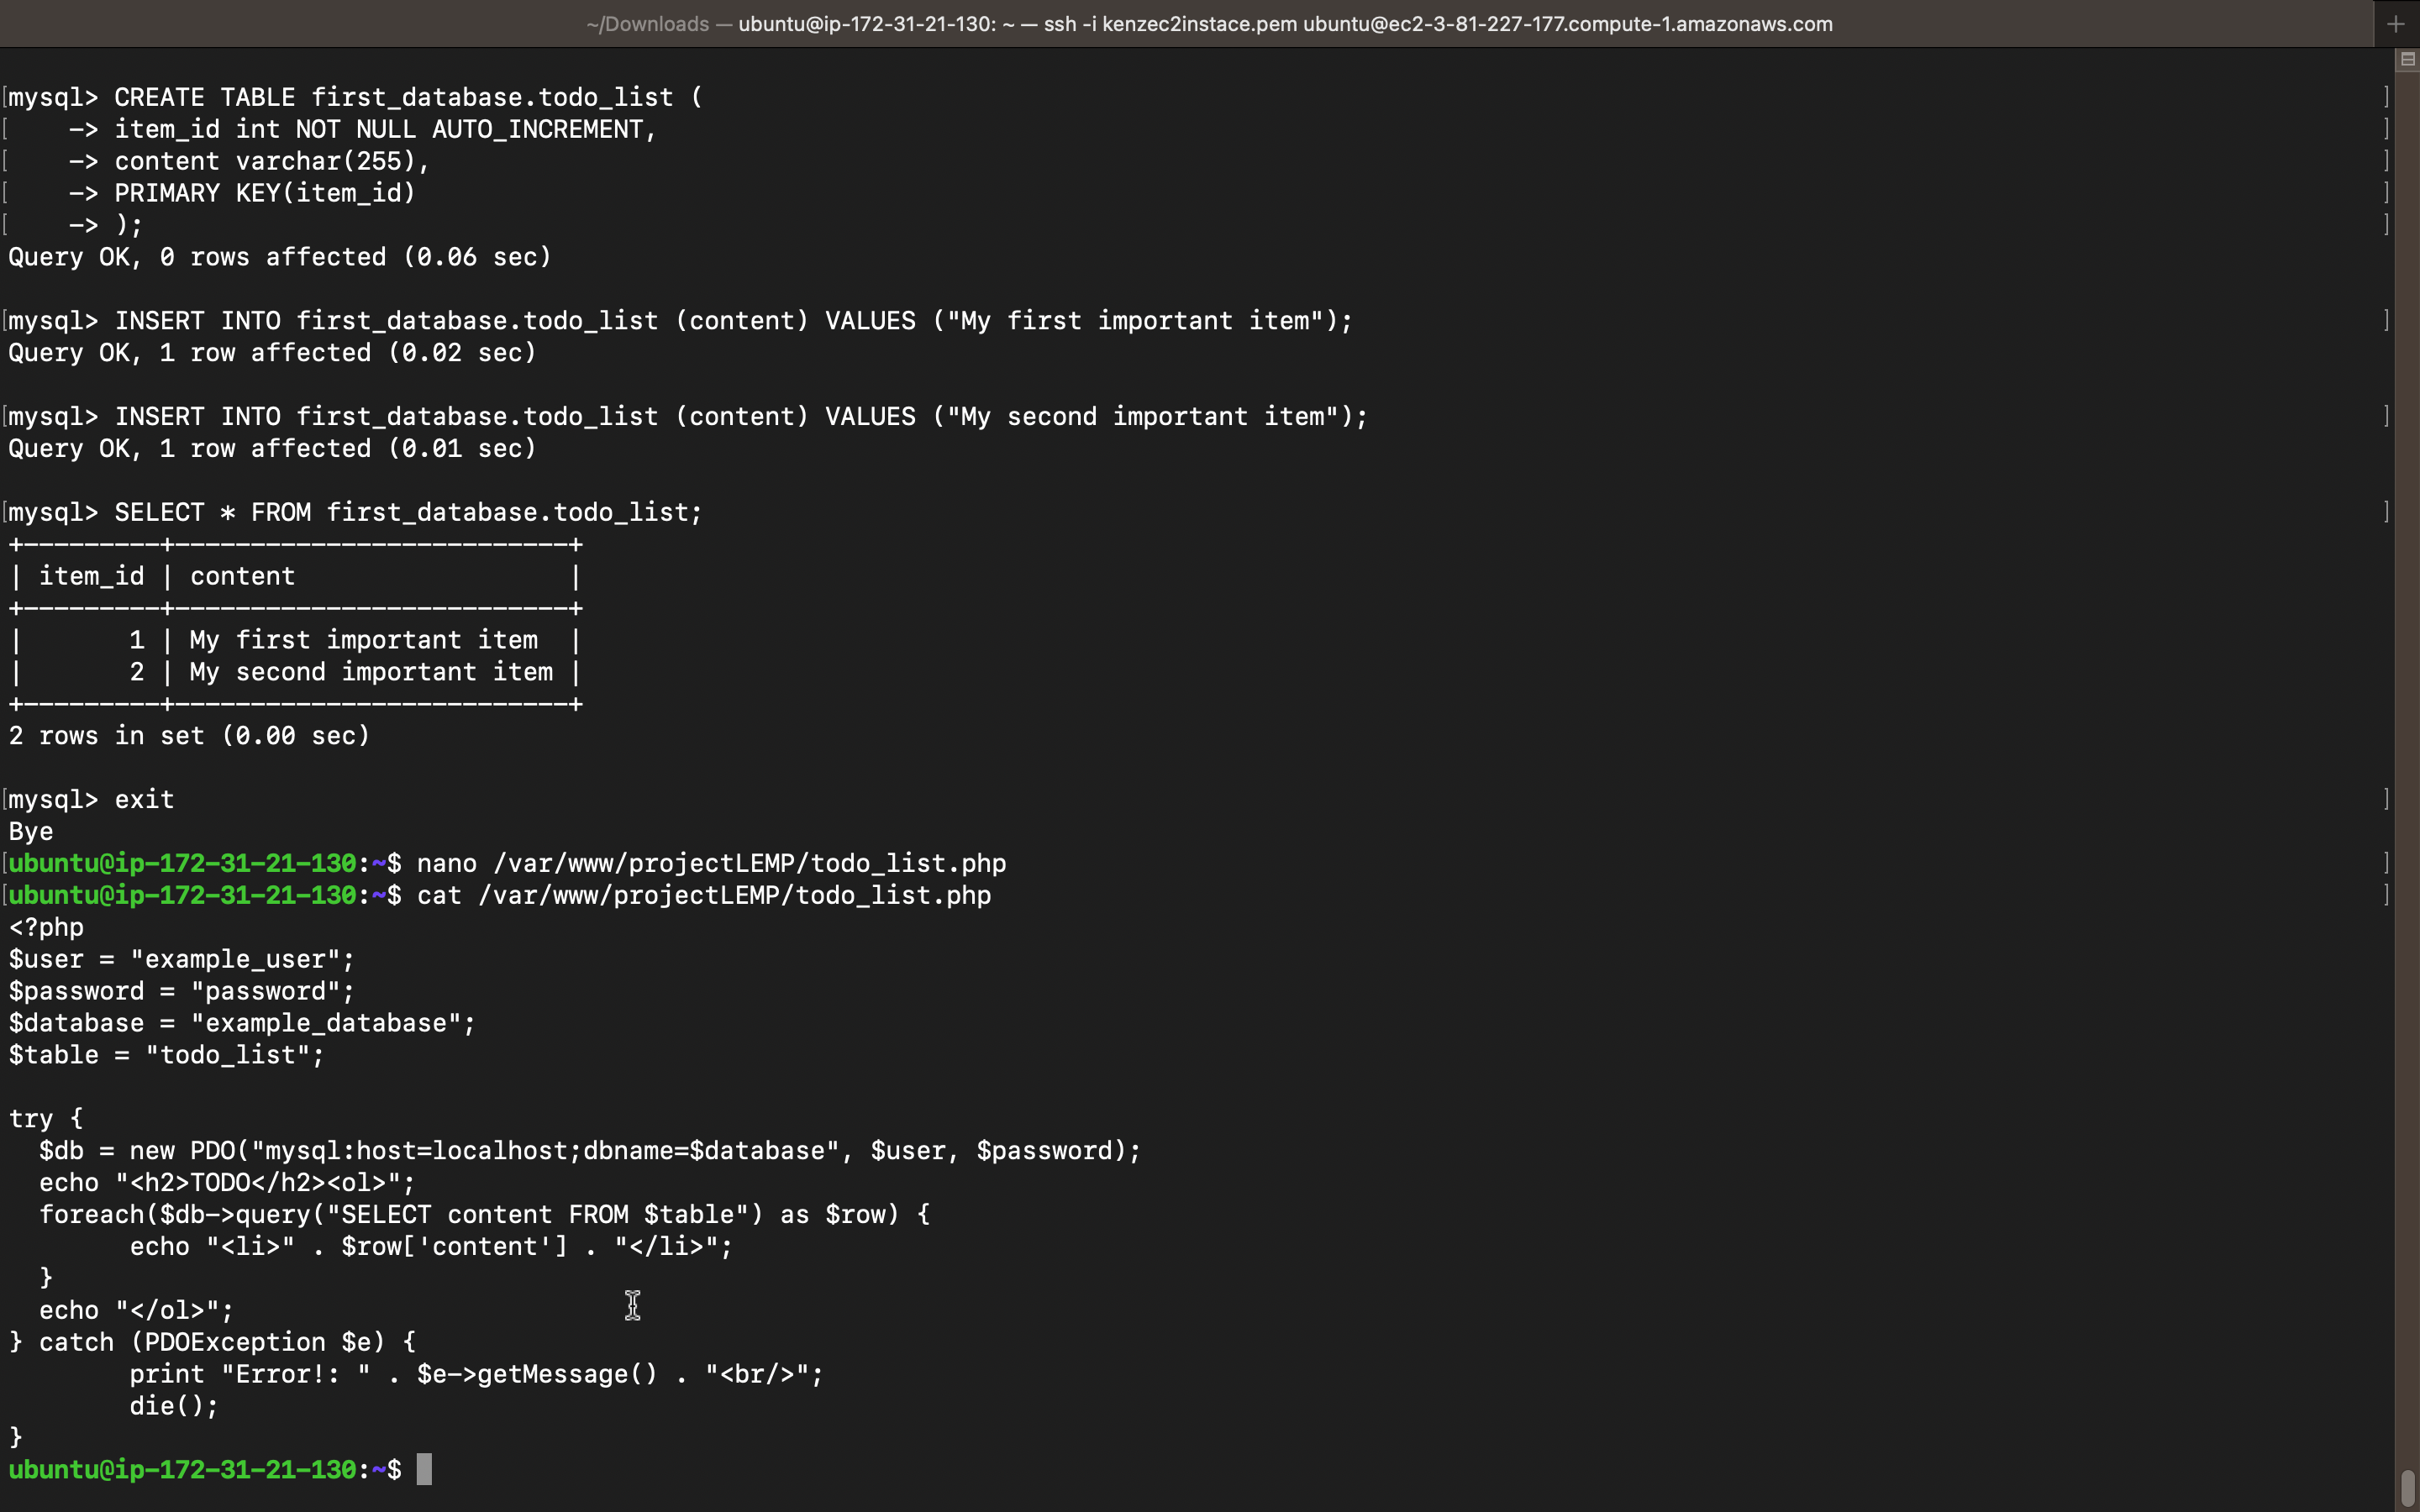 ~/Downloads — ubuntu@ip-172-31-21-130: ~ — ssh -i kenzec2instace.pem ubuntu@ec2-3-81-227-177.compute-1.amazonaws.com
[mysql> CREATE TABLE first_database.todo_list ( ]
[    -> item_id int NOT NULL AUTO_INCREMENT, ]
[    -> content varchar(255), ]
[    -> PRIMARY KEY(item_id) ]
[    -> ); ]
Query OK, 0 rows affected (0.06 sec)
[mysql> INSERT INTO first_database.todo_list (content) VALUES ("My first important item"); ]
Query OK, 1 row affected (0.02 sec)
[mysql> INSERT INTO first_database.todo_list (content) VALUES ("My second important item"); ]
Query OK, 1 row affected (0.01 sec)
[mysql> SELECT * FROM first_database.todo_list; ]
+---------+--------------------------+
| item_id | content                  |
+---------+--------------------------+
|       1 | My first important item  |
|       2 | My second important item |
+---------+--------------------------+
2 rows in set (0.00 sec)
[mysql> exit ]
Bye
[ubuntu@ip-172-31-21-130:~$ nano /var/www/projectLEMP/todo_list.php ]
[ubuntu@ip-172-31-21-130:~$ cat /var/www/projectLEMP/todo_list.php ]
<?php
$user = "example_user";
$password = "password";
$database = "example_database";
$table = "todo_list";
try {
  $db = new PDO("mysql:host=localhost;dbname=$database", $user, $password);
  echo "<h2>TODO</h2><ol>";
  foreach($db->query("SELECT content FROM $table") as $row) {
        echo "<li>" . $row['content'] . "</li>";
  }
  echo "</ol>";
} catch (PDOException $e) {
        print "Error!: " . $e->getMessage() . "<br/>";
        die();
}
ubuntu@ip-172-31-21-130:~$